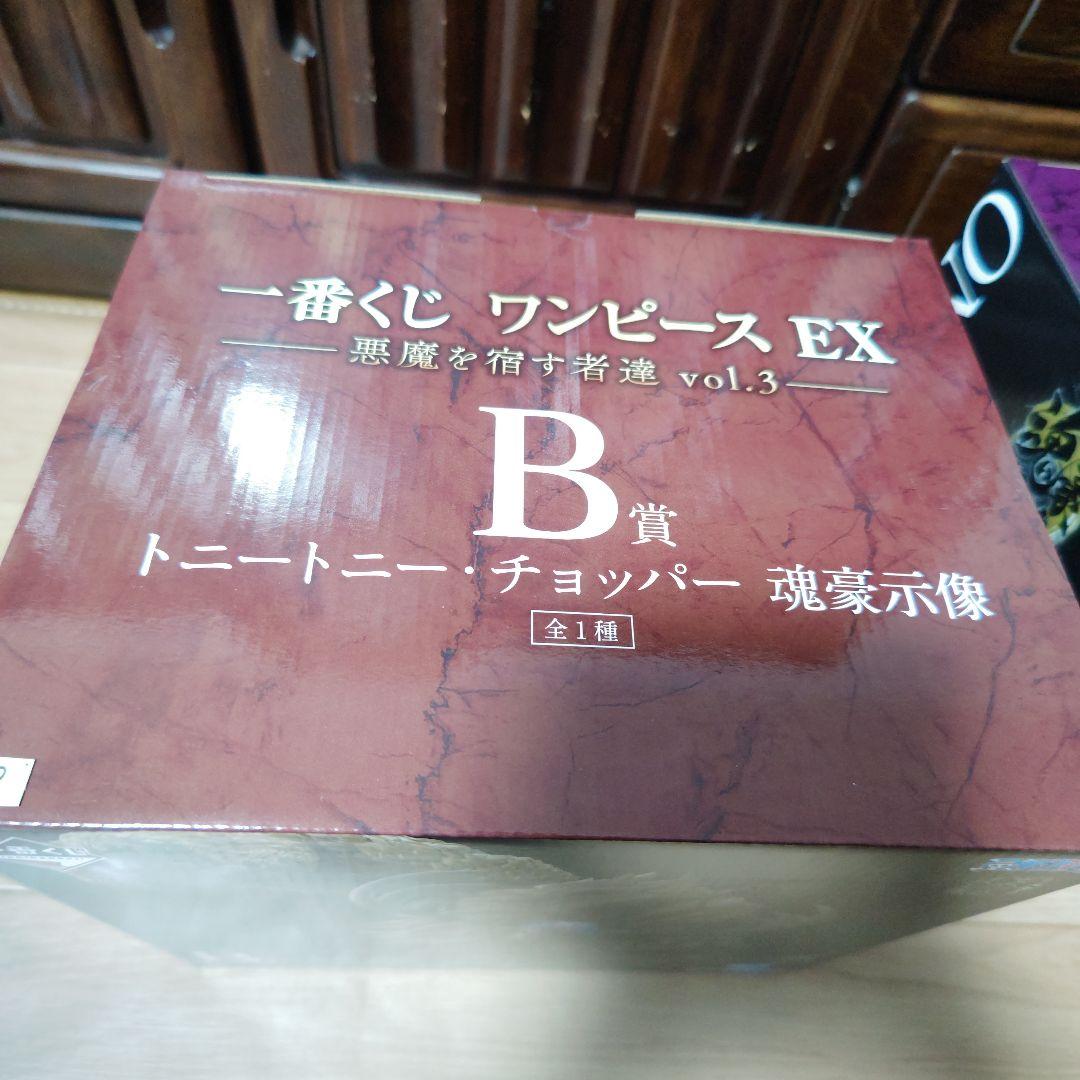 一番くじ ワンピース EX
悪魔を宿す者達 vol.3
B賞
トニートニー・チョッパー 魂豪示像
全1種